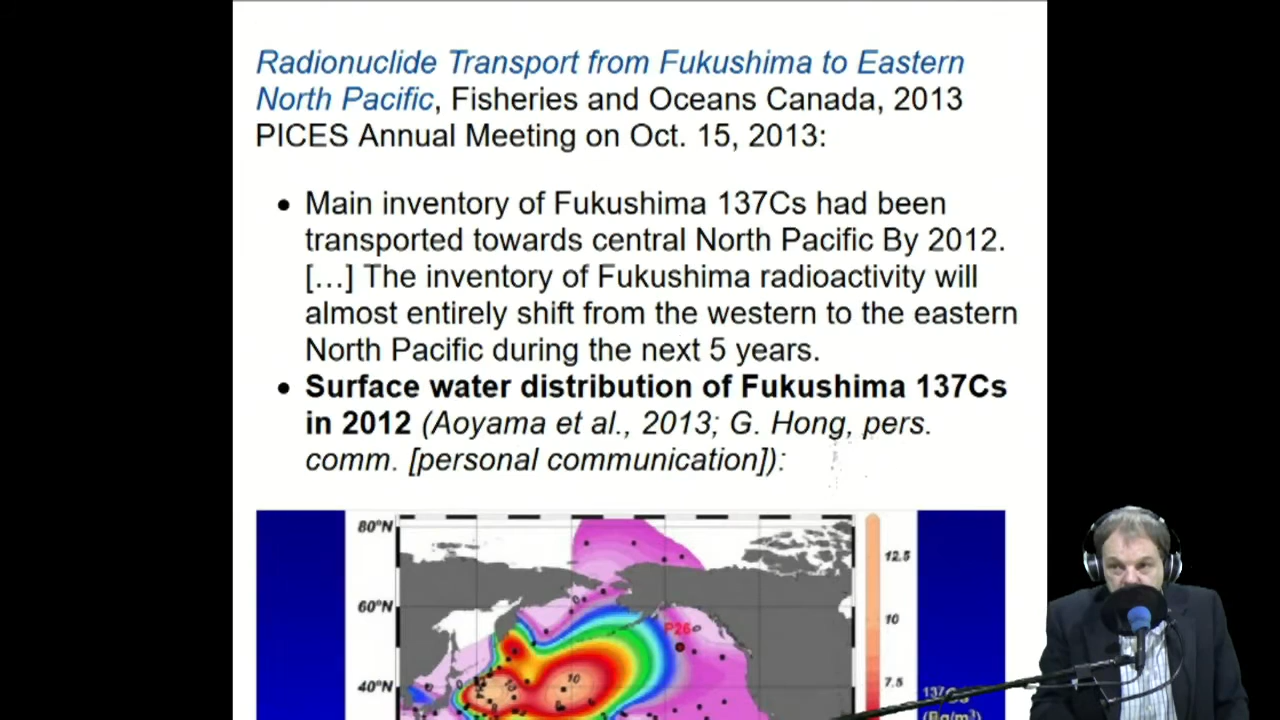 Radionuclide Transport from Fukushima to Eastern
North Pacific, Fisheries and Oceans Canada, 2013
PICES Annual Meeting on Oct. 15, 2013:
• Main inventory of Fukushima 137Cs had been
transported towards central North Pacific By 2012.
[…] The inventory of Fukushima radioactivity will
almost entirely shift from the western to the eastern
North Pacific during the next 5 years.
• Surface water distribution of Fukushima 137Cs
in 2012 (Aoyama et al., 2013; G. Hong, pers.
comm. [personal communication]):
80°N
12.5
60°N
P26
10
40°N
10
7.5
137Cs
(Bq/m³)